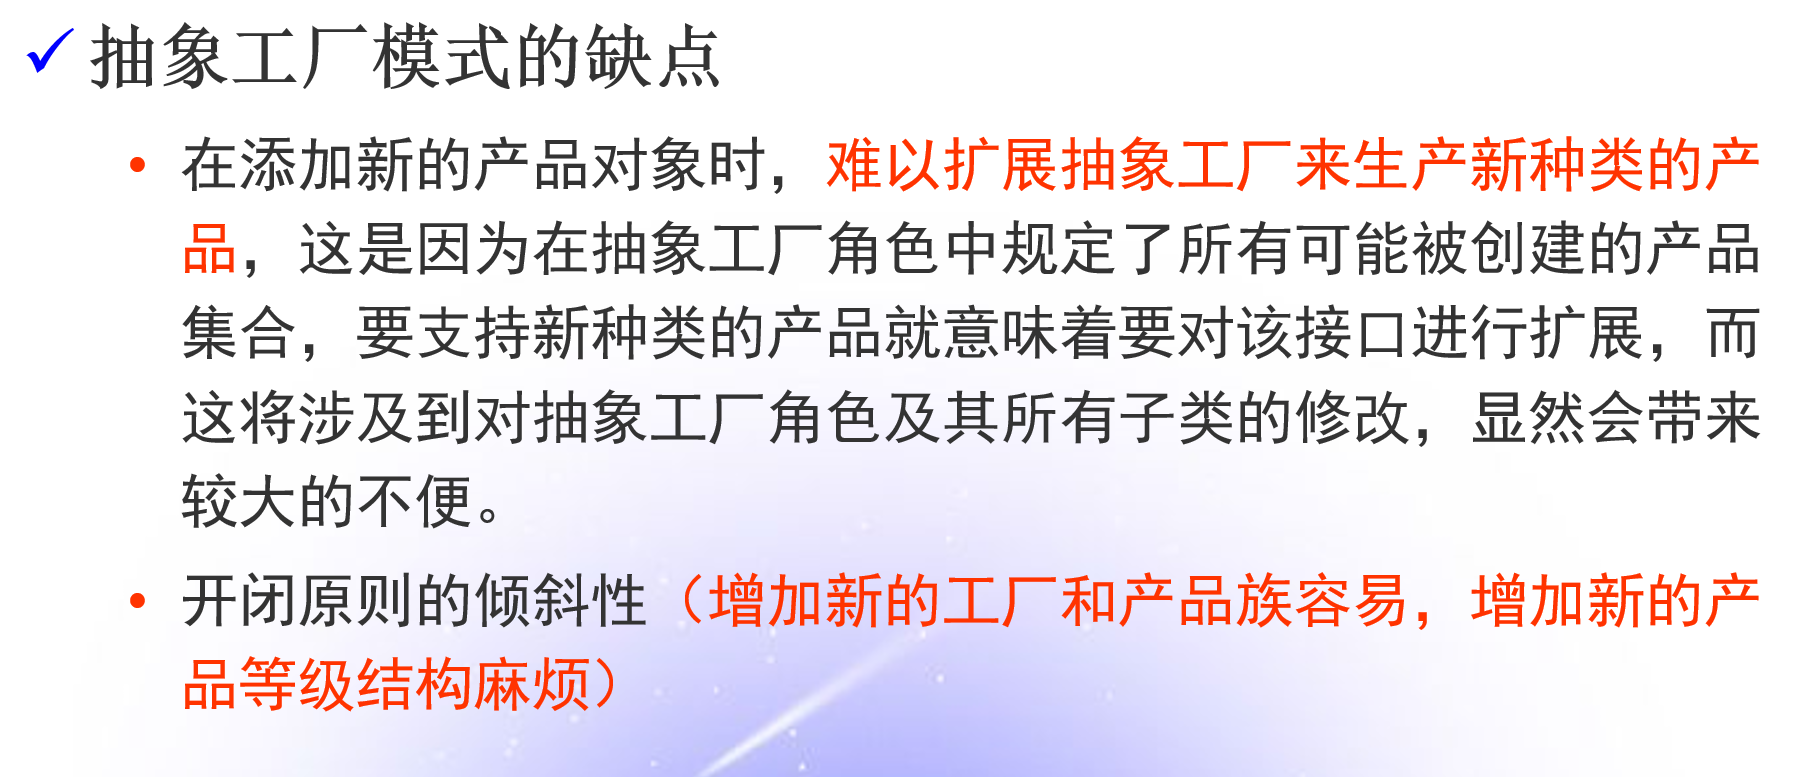 ✓ 抽象工厂模式的缺点
• 在添加新的产品对象时，难以扩展抽象工厂来生产新种类的产
品，这是因为在抽象工厂角色中规定了所有可能被创建的产品
集合，要支持新种类的产品就意味着要对该接口进行扩展，而
这将涉及到对抽象工厂角色及其所有子类的修改，显然会带来
较大的不便。
• 开闭原则的倾斜性（增加新的工厂和产品族容易，增加新的产
品等级结构麻烦）